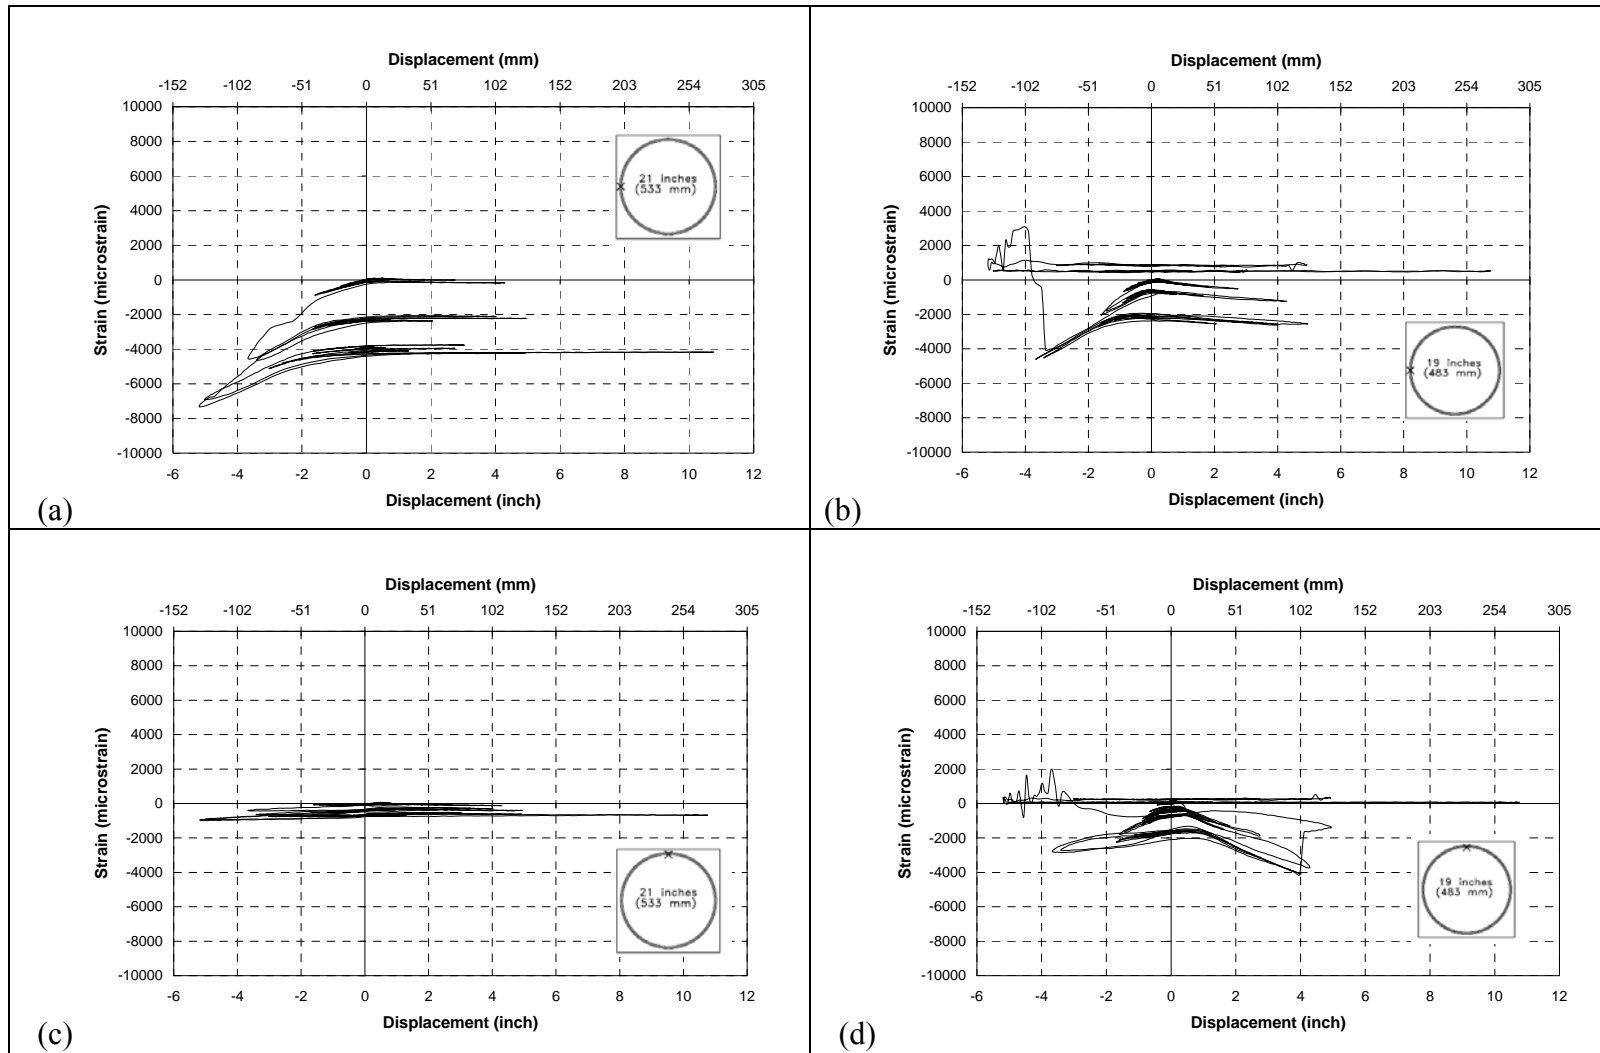 Displacement (mm)
-152 -102 -51 0 51 102 152 203 254 305
10000
8000
6000
4000
2000
0
-2000
-4000
-6000
-8000
-10000
Strain (microstrain)
21 inches
(533 mm)
-6 -4 -2 0 2 4 6 8 10 12
Displacement (inch)
(a)
Displacement (mm)
-152 -102 -51 0 51 102 152 203 254 305
10000
8000
6000
4000
2000
0
-2000
-4000
-6000
-8000
-10000
Strain (microstrain)
19 inches
(483 mm)
-6 -4 -2 0 2 4 6 8 10 12
Displacement (inch)
(b)
Displacement (mm)
-152 -102 -51 0 51 102 152 203 254 305
10000
8000
6000
4000
2000
0
-2000
-4000
-6000
-8000
-10000
Strain (microstrain)
21 inches
(533 mm)
-6 -4 -2 0 2 4 6 8 10 12
Displacement (inch)
(c)
Displacement (mm)
-152 -102 -51 0 51 102 152 203 254 305
10000
8000
6000
4000
2000
0
-2000
-4000
-6000
-8000
-10000
Strain (microstrain)
19 inches
(483 mm)
-6 -4 -2 0 2 4 6 8 10 12
Displacement (inch)
(d)